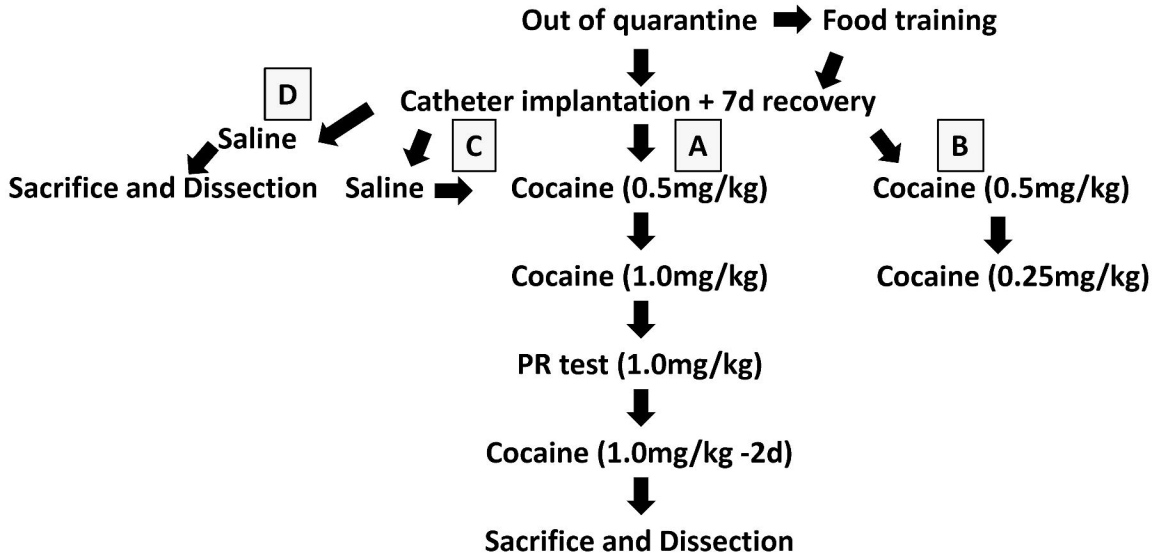 Out of quarantine
Food training
D
Catheter implantation + 7d recovery
Saline
C
A
B
Sacrifice and Dissection
Saline
Cocaine (0.5mg/kg)
Cocaine (0.5mg/kg)
Cocaine (1.0mg/kg)
Cocaine (0.25mg/kg)
PR test (1.0mg/kg)
Cocaine (1.0mg/kg -2d)
Sacrifice and Dissection